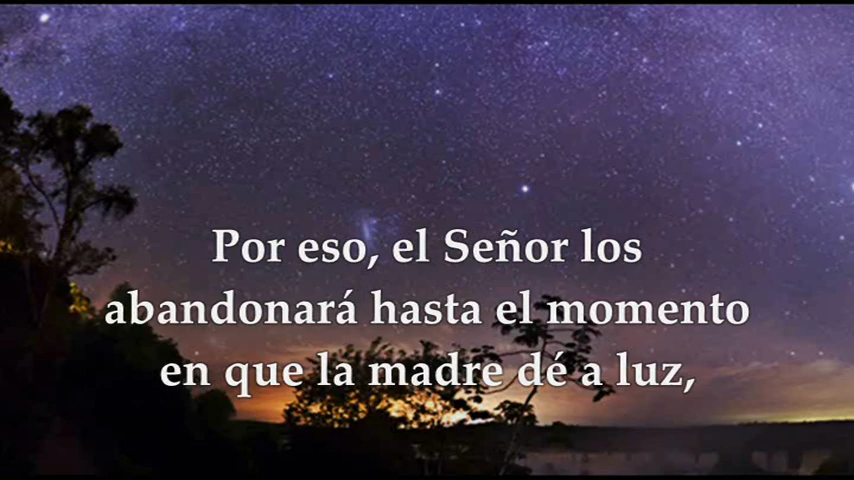 Por eso, el Señor los
abandonará hasta el momento
en que la madre dé a luz,